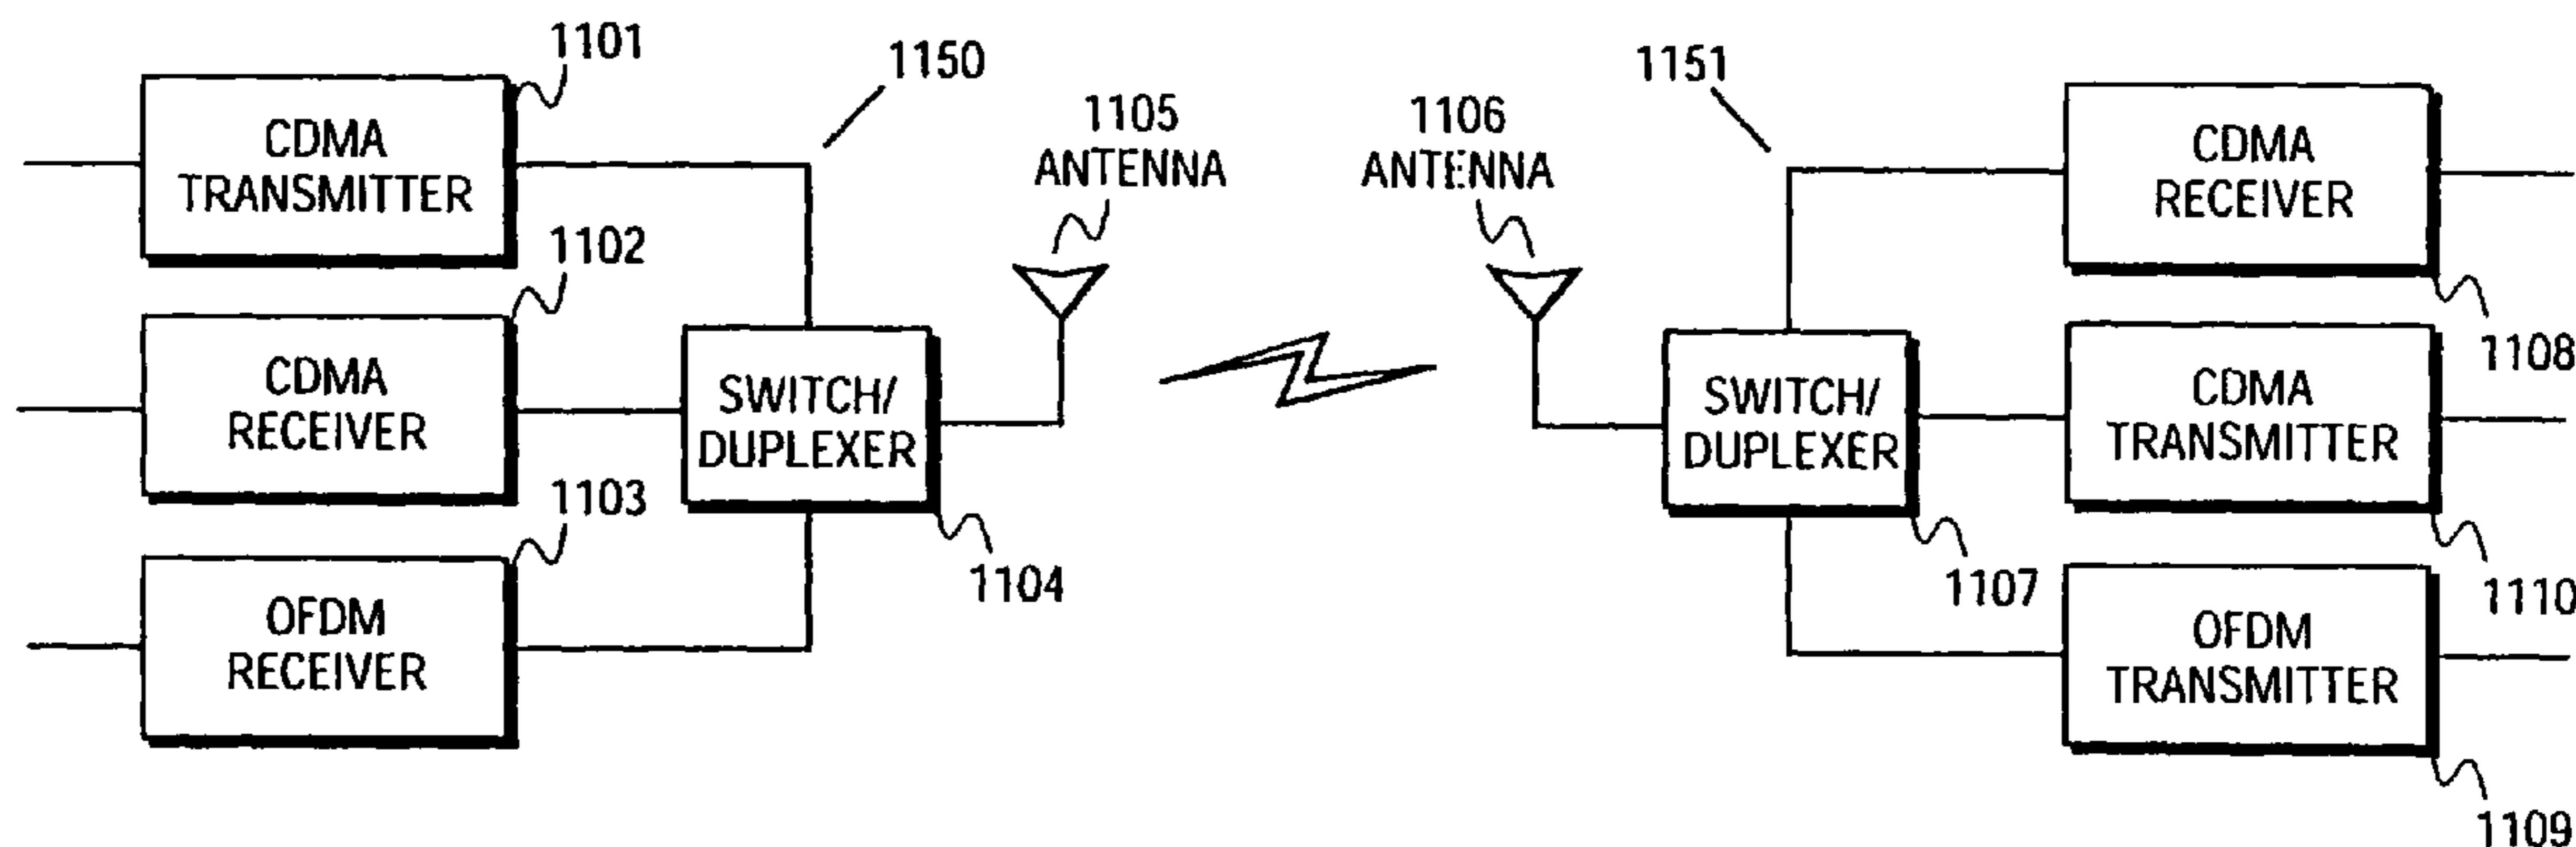 1101
CDMA
TRANSMITTER
1102
CDMA
RECEIVER
1103
OFDM
RECEIVER
1150
SWITCH/
DUPLEXER
1104
1105
ANTENNA
1106
ANTENNA
1151
SWITCH/
DUPLEXER
1107
CDMA
RECEIVER
1108
CDMA
TRANSMITTER
1110
OFDM
TRANSMITTER
1109